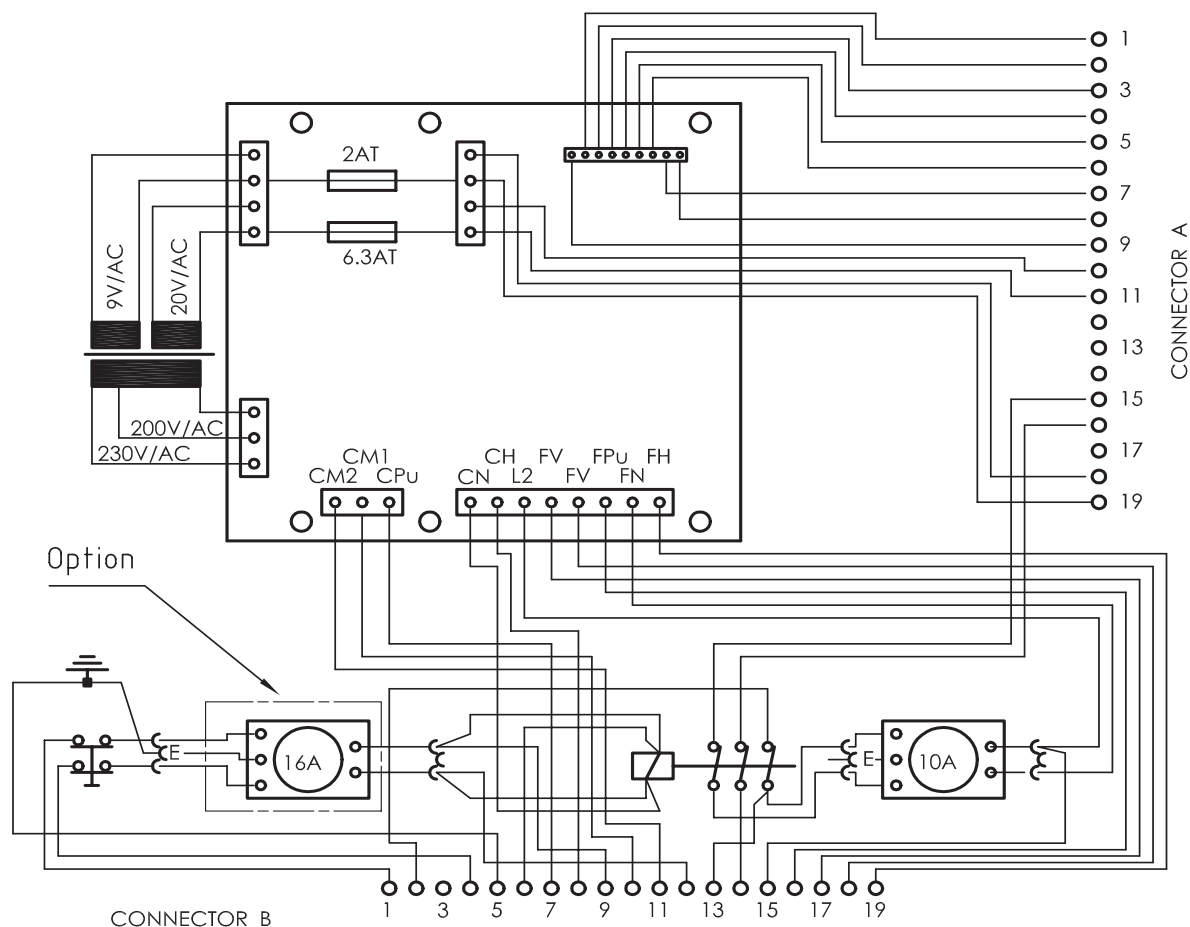 1
3
5
7
9
11
13
15
17
19
CONNECTOR A
2AT
6.3AT
9V/AC
20V/AC
200V/AC
230V/AC
CM1
CM2 CPu
CH FV FPu FH
CN L2 FV FN
Option
E
16A
10A
E
1 3 5 7 9 11 13 15 17 19
CONNECTOR B